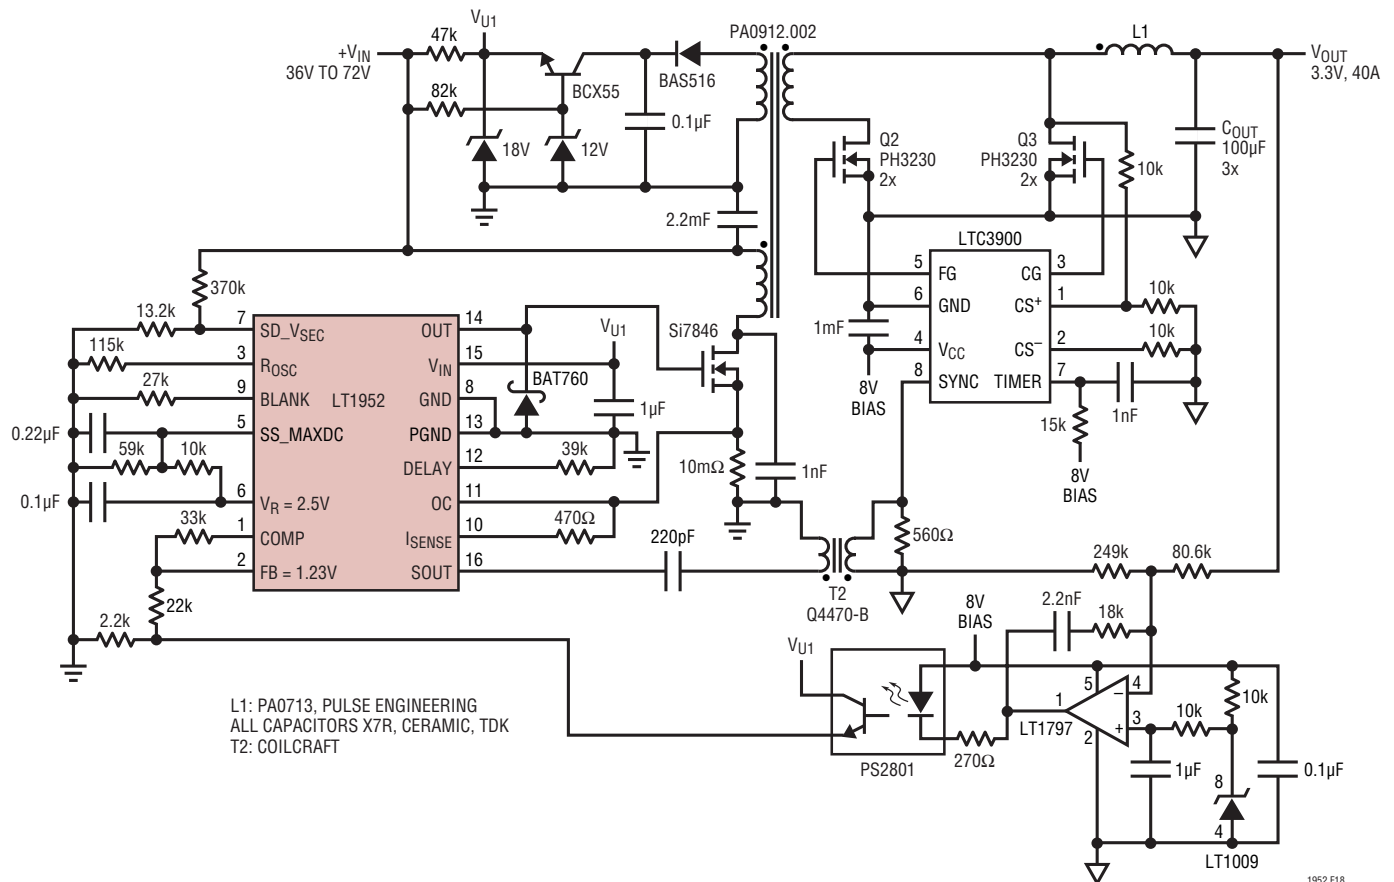 +VIN
36V TO 72V
47k
VU1
82k
BCX55
BAS516
PA0912.002
L1
VOUT
3.3V, 40A
18V
12V
0.1µF
Q2
PH3230
2x
Q3
PH3230
2x
10k
COUT
100µF
3x
2.2mF
LTC3900
370k
13.2k
115k
27k
0.22µF
59k
10k
0.1µF
33k
22k
2.2k
7
SD_VSEC
3
ROSC
9
BLANK
5
SS_MAXDC
6
VR = 2.5V
1
COMP
2
FB = 1.23V
LT1952
OUT
14
VIN
15
GND
8
PGND
13
DELAY
12
OC
11
ISENSE
10
SOUT
16
BAT760
VU1
1µF
39k
470Ω
Si7846
10mΩ
1nF
220pF
T2
Q4470-B
560Ω
5
FG
6
GND
4
VCC
8
SYNC
CG
3
CS+
1
CS–
2
TIMER
7
1mF
8V
BIAS
10k
10k
1nF
15k
8V
BIAS
249k
80.6k
2.2nF
18k
8V
BIAS
VU1
PS2801
270Ω
1
LT1797
5
4
–
3
+
2
10k
10k
1µF
8
4
LT1009
0.1µF
L1: PA0713, PULSE ENGINEERING
ALL CAPACITORS X7R, CERAMIC, TDK
T2: COILCRAFT
1952 F18